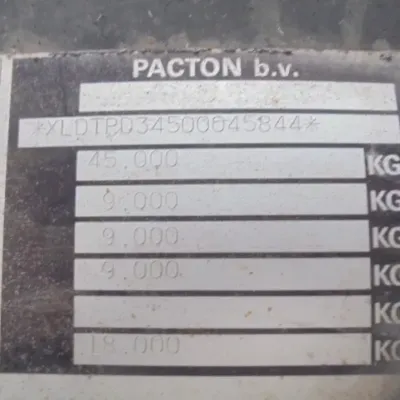 PACTON b.v.
*XLDTPD34500045844*
45.000 KG
9.000 KG
9.000 KG
9.000 KG
KG
18.000 KG